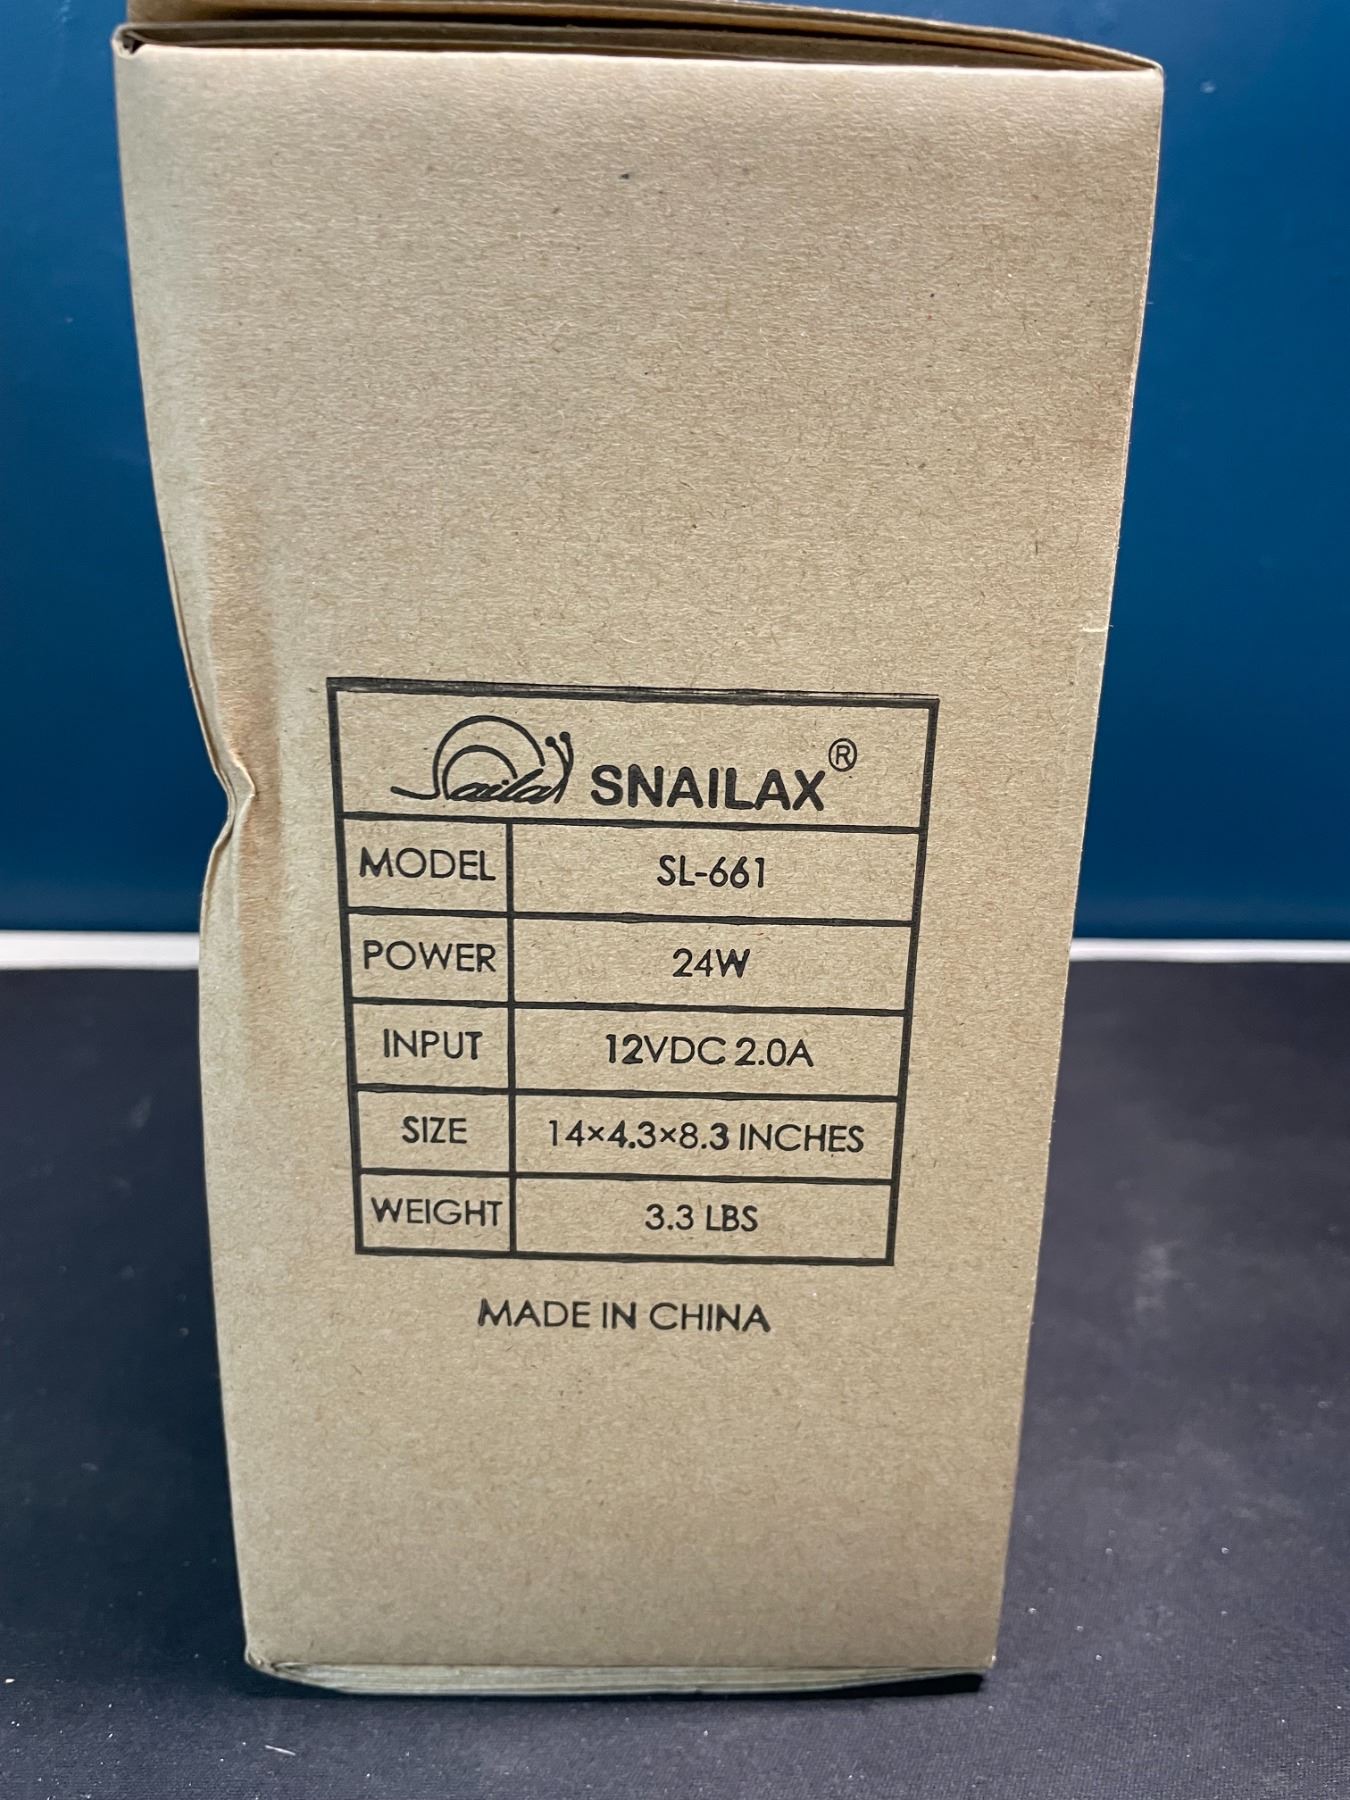 Snailax SNAILAX®
MODEL SL-661
POWER 24W
INPUT 12VDC 2.0A
SIZE 14×4.3×8.3 INCHES
WEIGHT 3.3 LBS
MADE IN CHINA